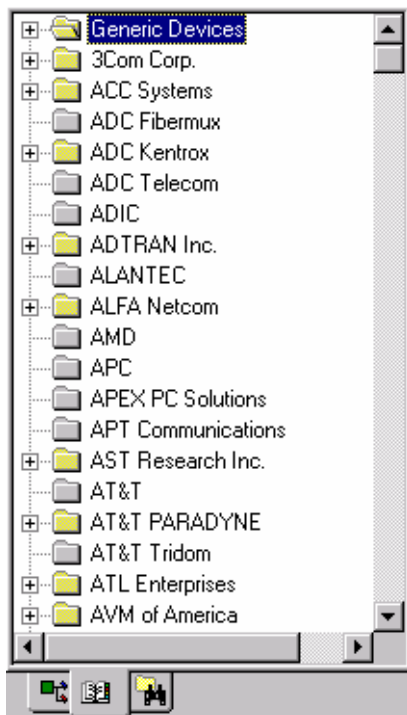 Generic Devices
3Com Corp.
ACC Systems
ADC Fibermux
ADC Kentrox
ADC Telecom
ADIC
ADTRAN Inc.
ALANTEC
ALFA Netcom
AMD
APC
APEX PC Solutions
APT Communications
AST Research Inc.
AT&T
AT&T PARADYNE
AT&T Tridom
ATL Enterprises
AVM of America